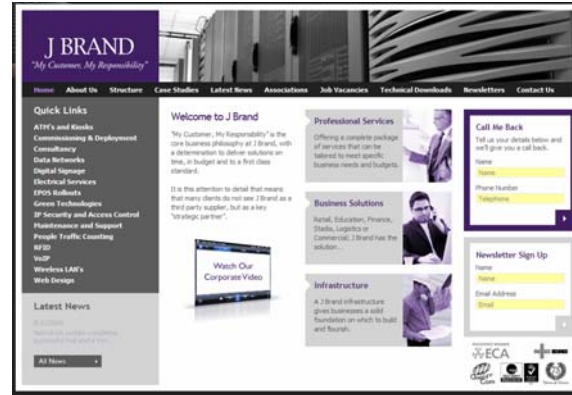 J BRAND
"My Customer, My Responsibility"
Home About Us Structure Case Studies Latest News Associations Job Vacancies Technical Downloads Newsletters Contact Us
Quick Links
ATM's and Kiosks
Commissioning & Deployment
Consultancy
Data Networks
Digital Signage
Electrical Services
EPOS Rollouts
Green Technologies
IP Security and Access Control
Maintenance and Support
People Traffic Counting
RFID
VoIP
Wireless LAN's
Web Design
Latest News
All News
Welcome to J Brand
"My Customer, My Responsibility" is the
core business philosophy at J Brand, with
a determination to deliver solutions on
time, in budget and to a first class
standard.
It is this attention to detail that means
that many clients do not see J Brand as a
third party supplier, but as a key
"strategic partner".
Watch Our
Corporate Video
Professional Services
Offering a complete package
of services that can be
tailored to meet specific
business needs and budgets.
Business Solutions
Retail, Education, Finance,
Stadia, Logistics or
Commercial; J Brand has the
solution...
Infrastructure
A J Brand infrastructure
gives businesses a solid
foundation on which to build
and flourish.
Call Me Back
Tell us your details below and
we'll give you a call back.
Name
Name
Phone Number
Telephone
Newsletter Sign Up
Name
Name
Email Address
Email
ECA